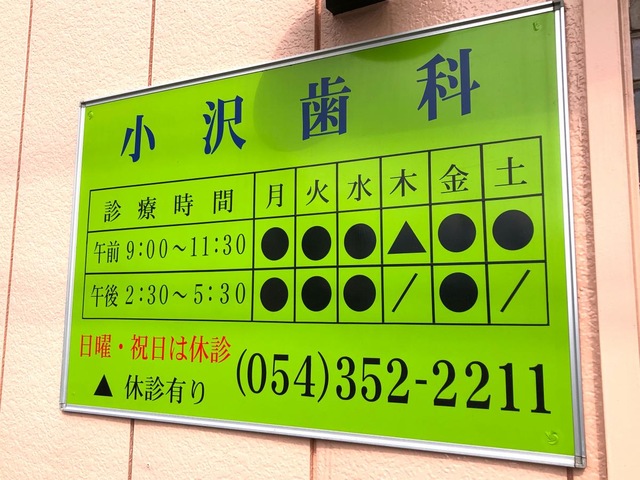 小沢歯科
診療時間 月 火 水 木 金 土
午前 9:00～11:30 ● ● ● ▲ ● ●
午後 2:30～5:30 ● ● ● / ● /
日曜・祝日は休診
▲ 休診有り
(054)352-2211